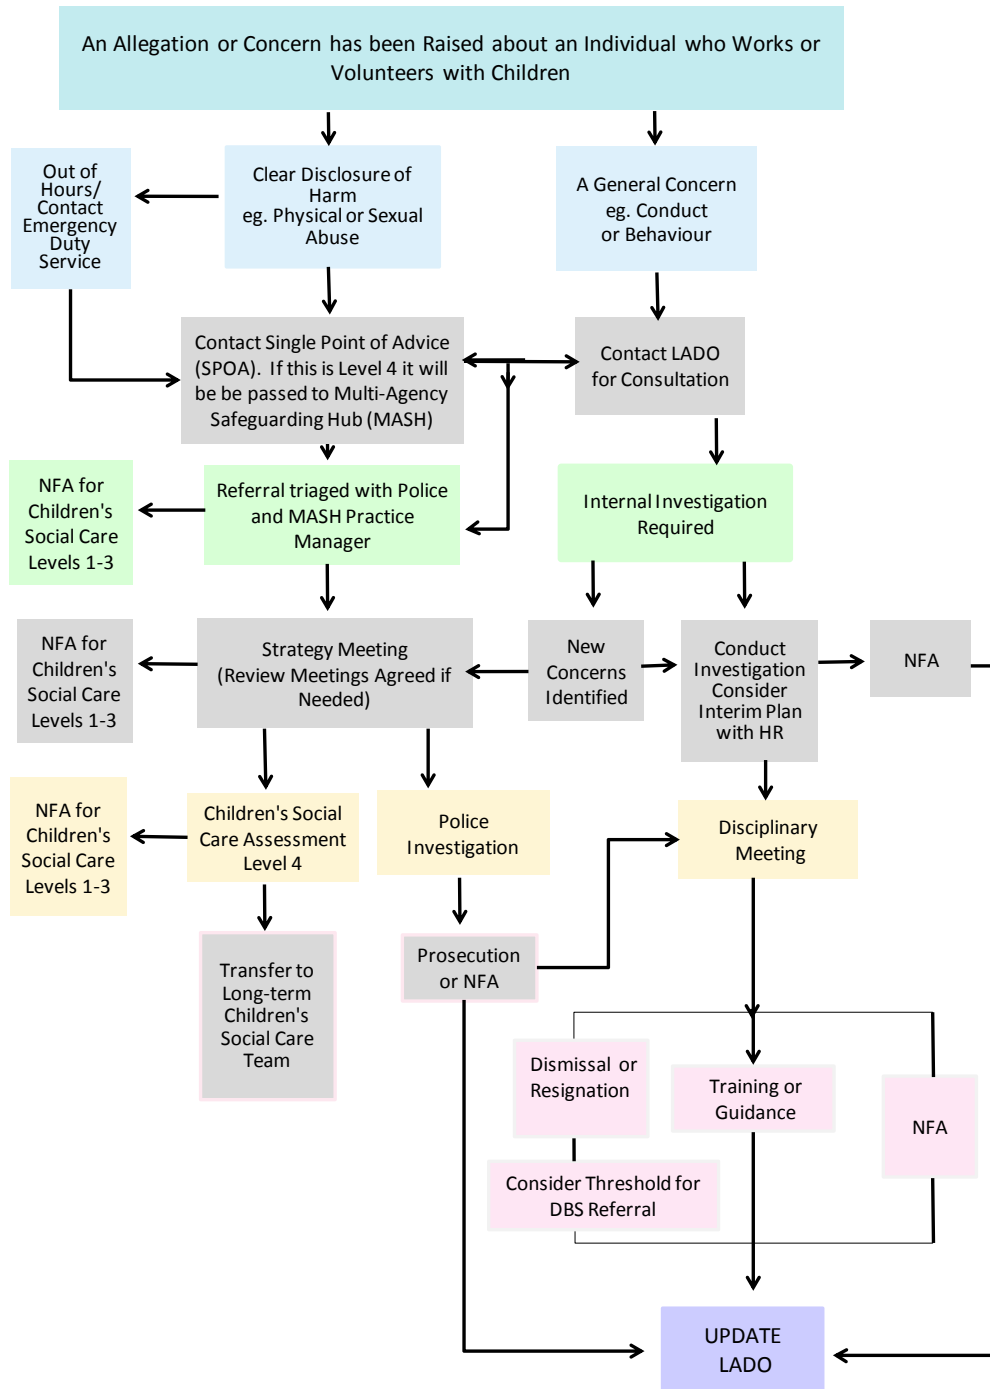 An Allegation or Concern has been Raised about an Individual who Works or
Volunteers with Children
Out of
Hours/
Contact
Emergency
Duty
Service
Clear Disclosure of
Harm
eg. Physical or Sexual
Abuse
A General Concern
eg. Conduct
or Behaviour
Contact Single Point of Advice
(SPOA). If this is Level 4 it will
be be passed to Multi-Agency
Safeguarding Hub (MASH)
Contact LADO
for Consultation
NFA for
Children's
Social Care
Levels 1-3
Referral triaged with Police
and MASH Practice
Manager
Internal Investigation
Required
NFA for
Children's
Social Care
Levels 1-3
Strategy Meeting
(Review Meetings Agreed if
Needed)
New
Concerns
Identified
Conduct
Investigation
Consider
Interim Plan
with HR
NFA
NFA for
Children's
Social Care
Levels 1-3
Children's Social
Care Assessment
Level 4
Police
Investigation
Disciplinary
Meeting
Transfer to
Long-term
Children's
Social Care
Team
Prosecution
or NFA
Dismissal or
Resignation
Training or
Guidance
NFA
Consider Threshold for
DBS Referral
UPDATE
LADO